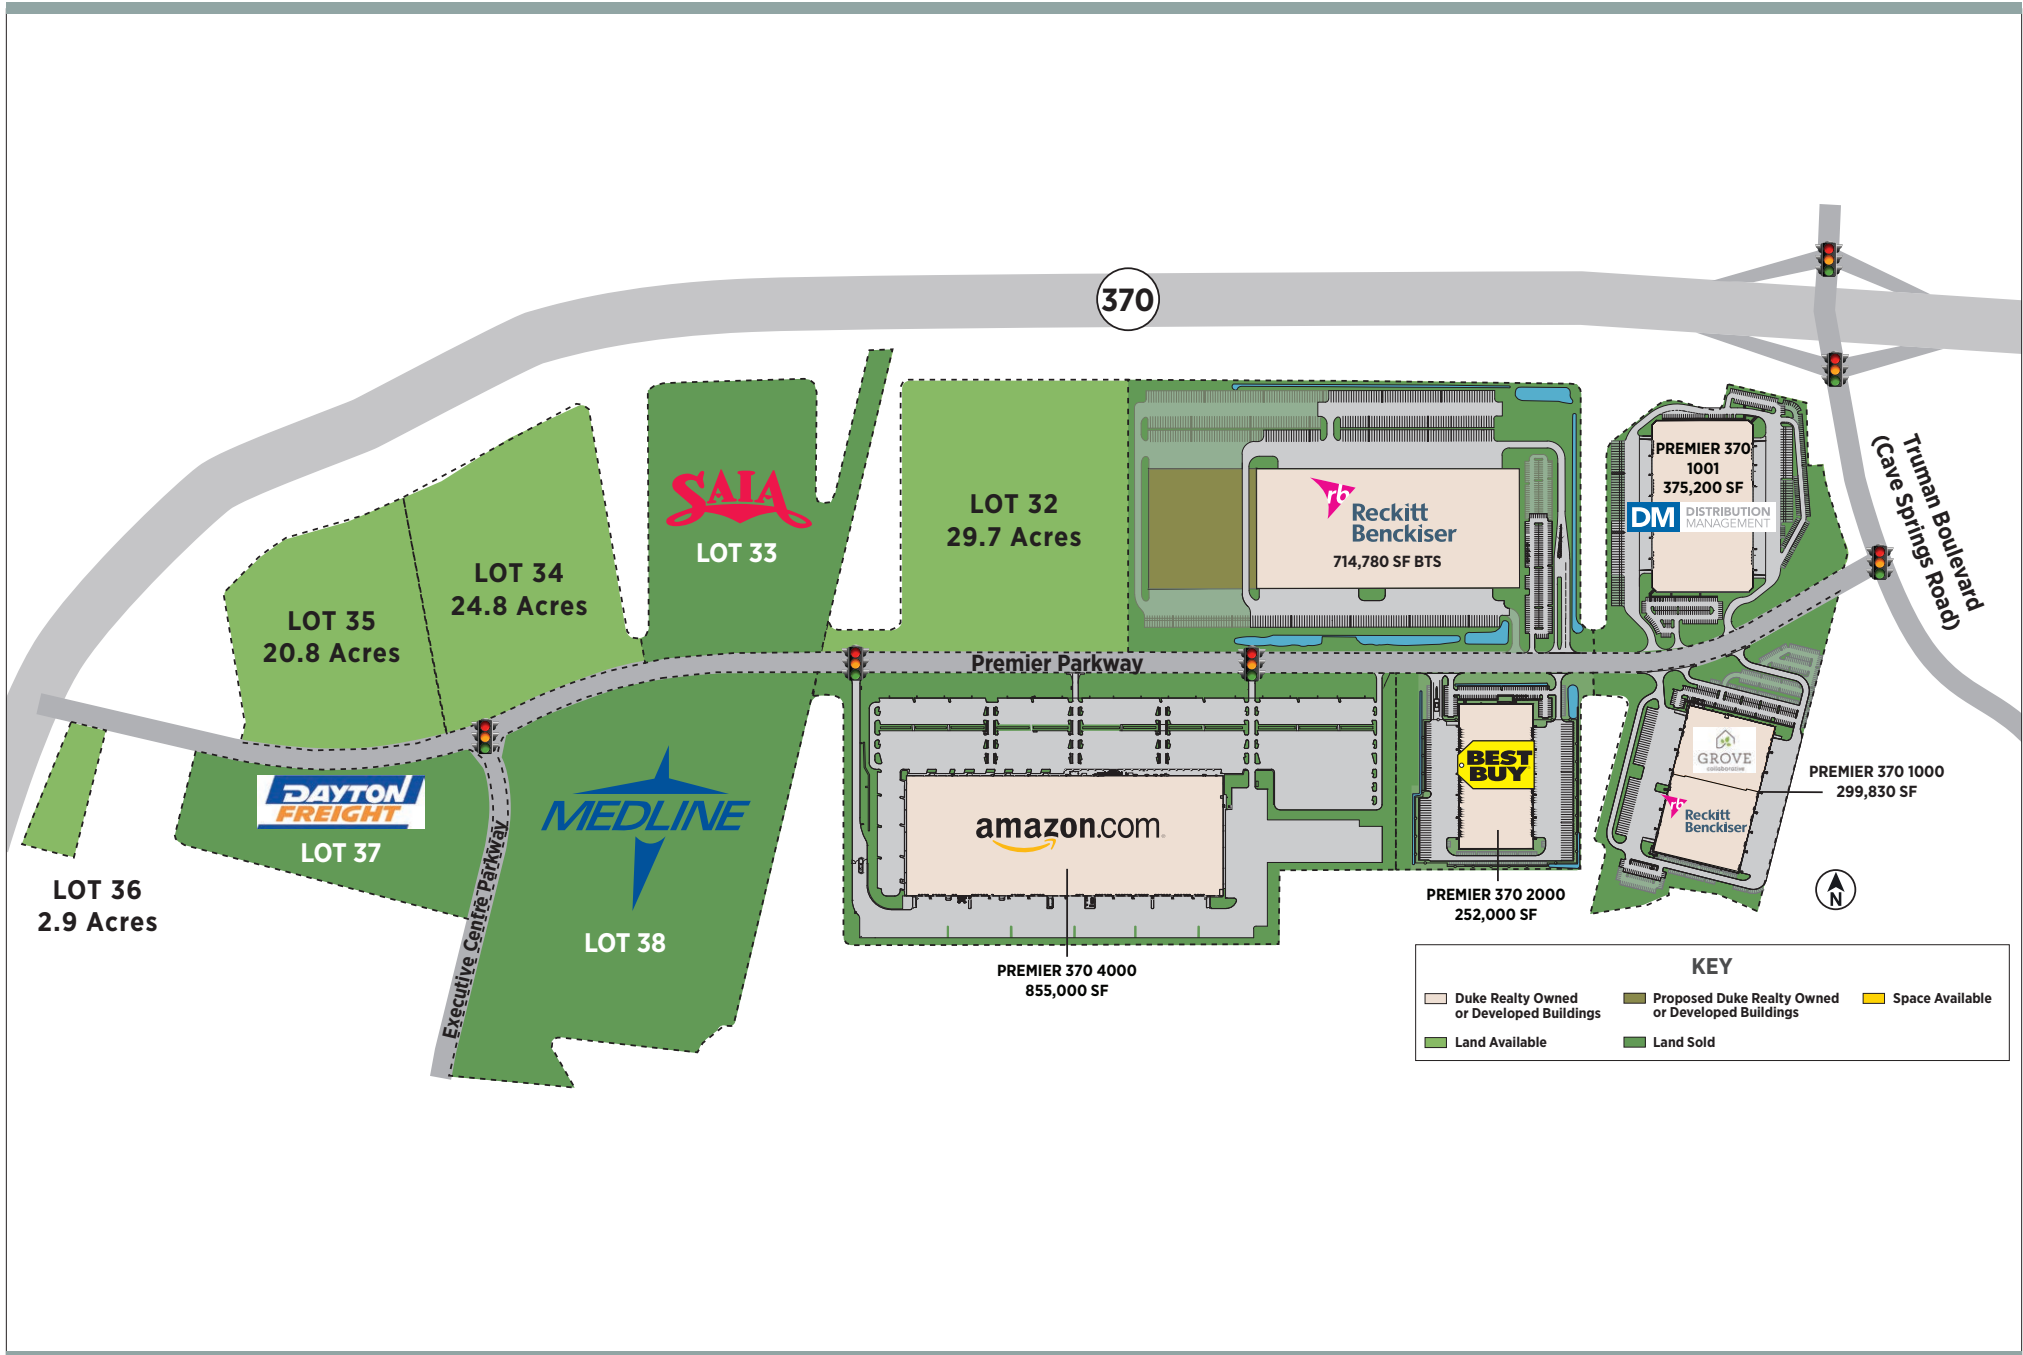 370
SAIA
LOT 33
LOT 32
29.7 Acres
LOT 34
24.8 Acres
LOT 35
20.8 Acres
rb
Reckitt
Benckiser
714,780 SF BTS
PREMIER 370
1001
375,200 SF
DM DISTRIBUTION
MANAGEMENT
Truman Boulevard
(Cave Springs Road)
Premier Parkway
DAYTON
FREIGHT
LOT 37
MEDLINE
LOT 38
Executive Centre Parkway
LOT 36
2.9 Acres
amazon.com
PREMIER 370 4000
855,000 SF
BEST
BUY
PREMIER 370 2000
252,000 SF
GROVE
collaborative
rb
Reckitt
Benckiser
PREMIER 370 1000
299,830 SF
N
KEY
Duke Realty Owned
or Developed Buildings
Proposed Duke Realty Owned
or Developed Buildings
Space Available
Land Available
Land Sold